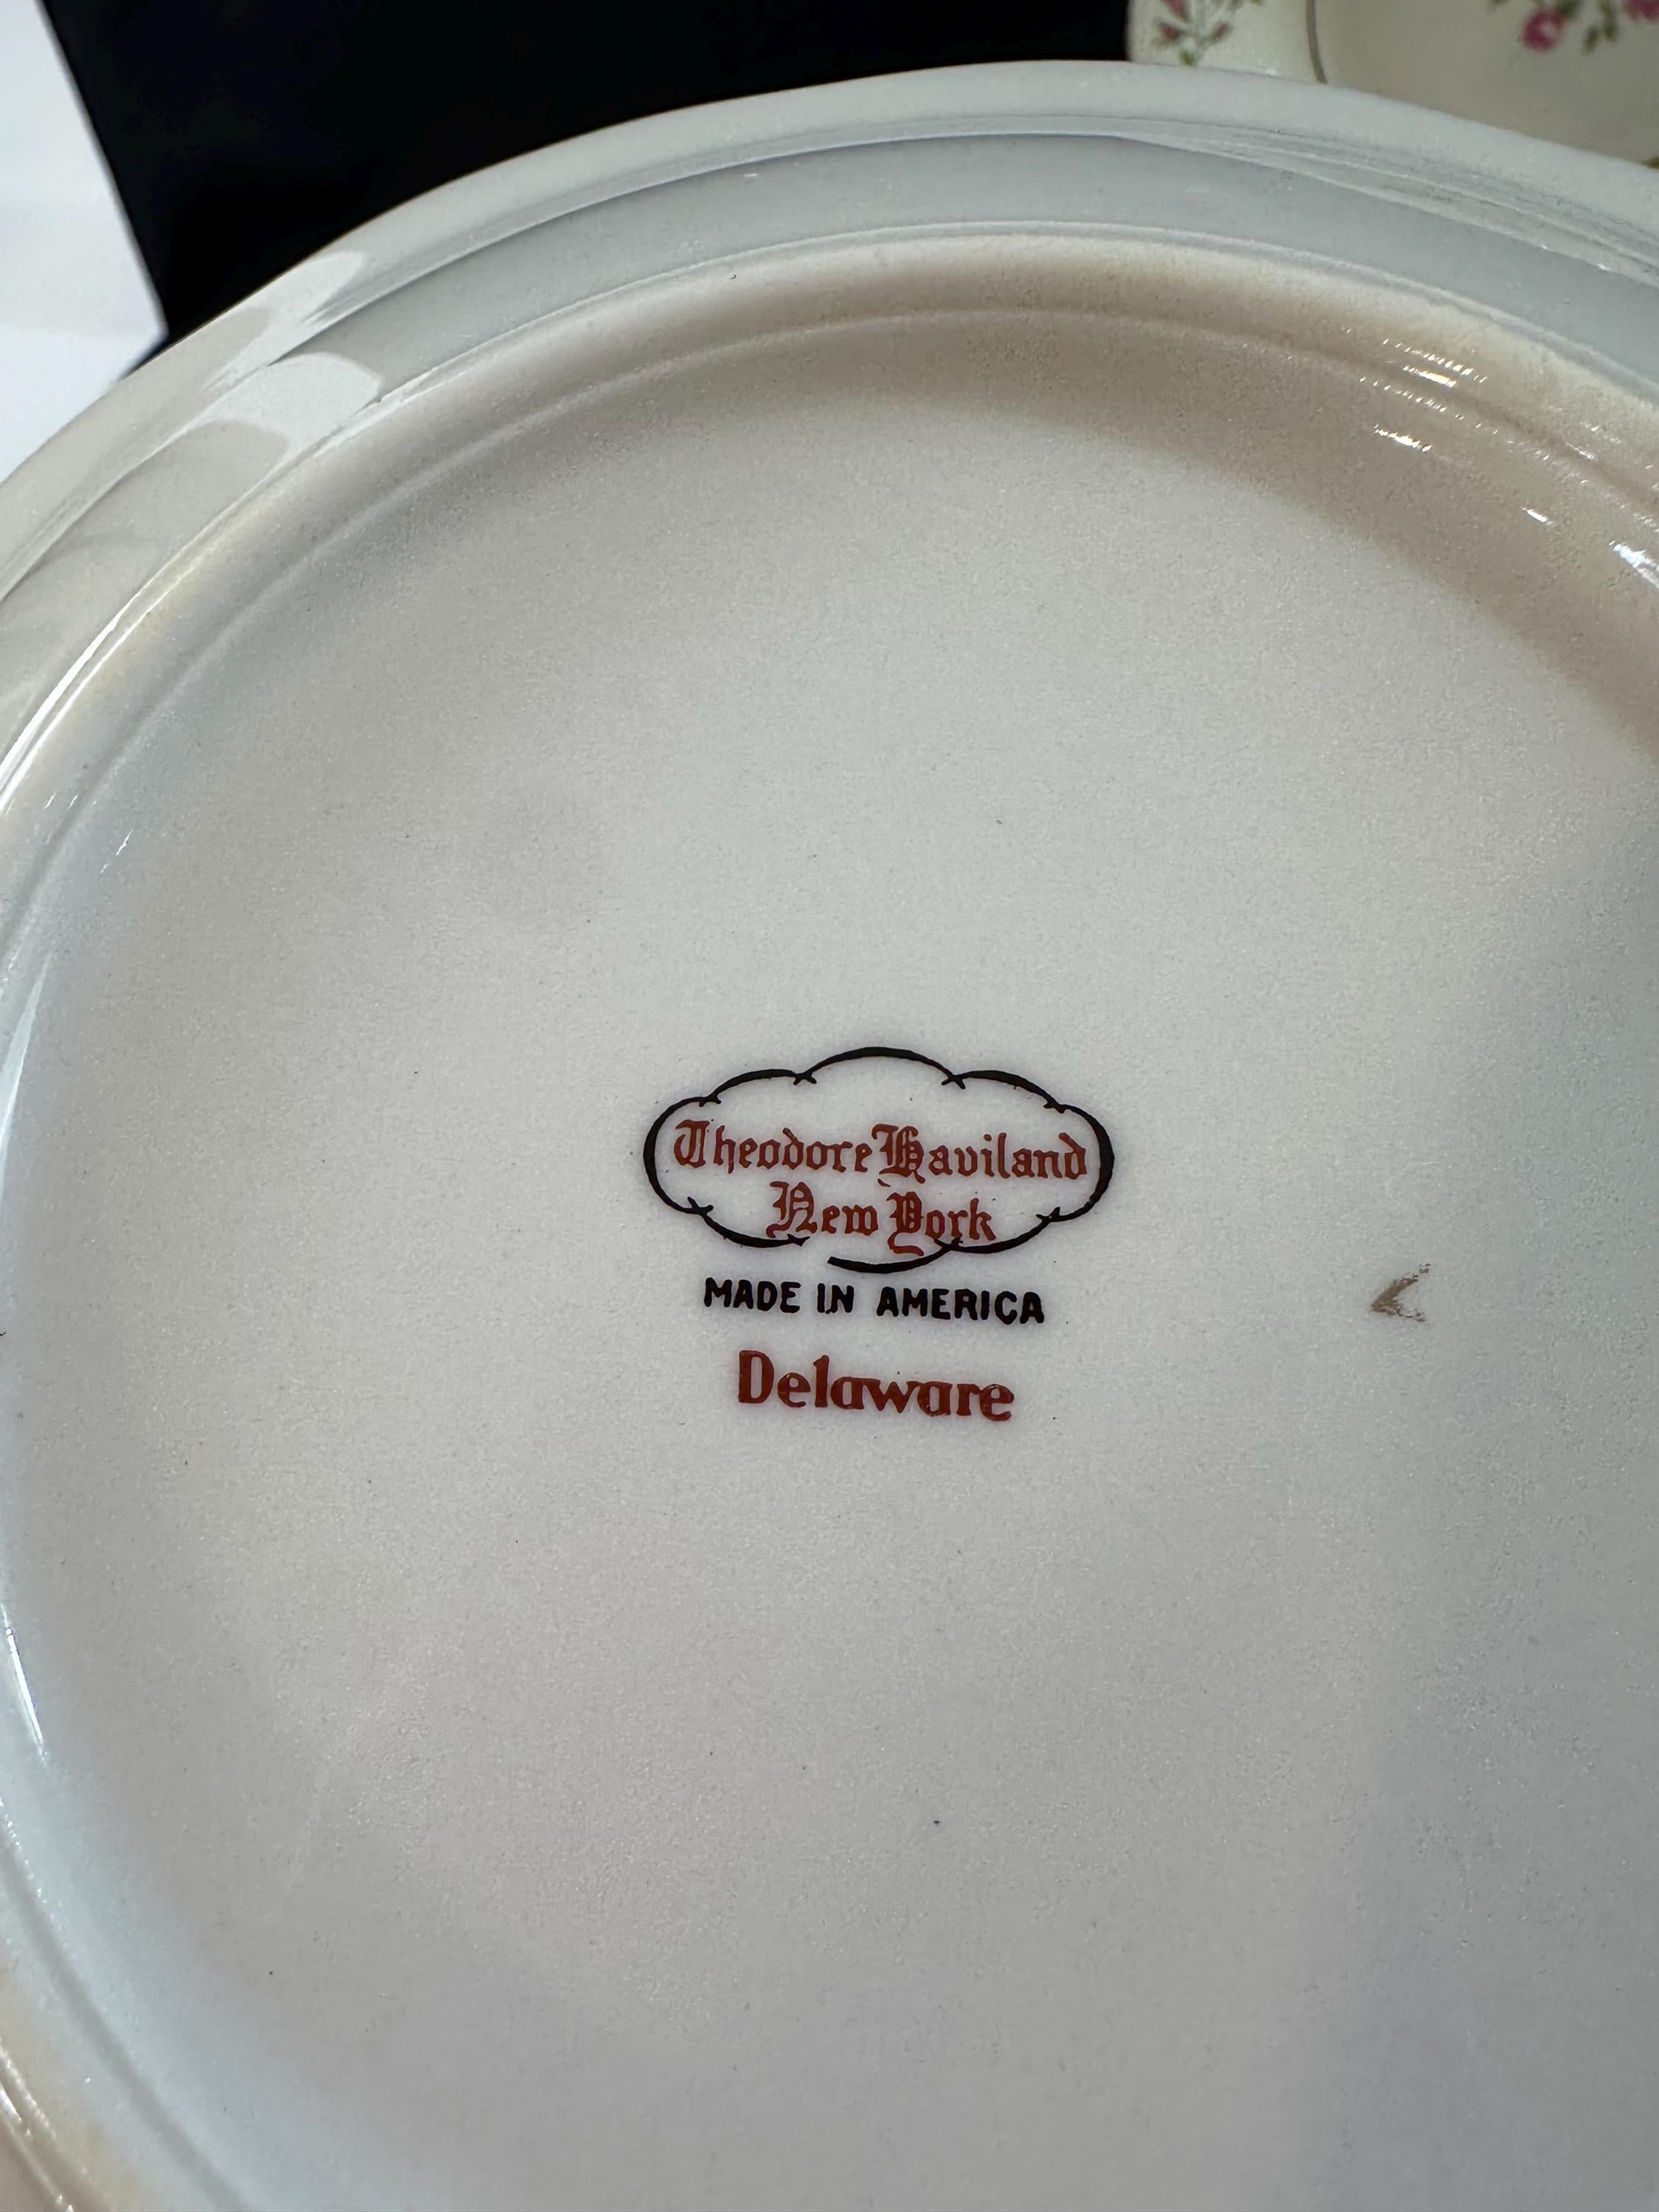 Theodore Haviland
New York
MADE IN AMERICA
Delaware